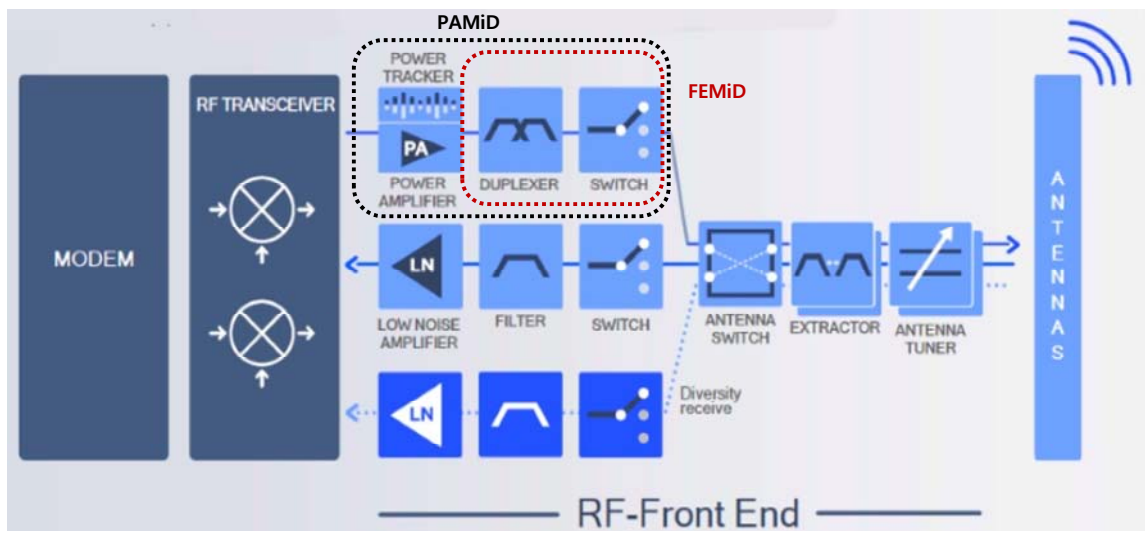 PAMiD
POWER
TRACKER
FEMiD
RF TRANSCEIVER
PA
POWER
AMPLIFIER
DUPLEXER
SWITCH
MODEM
LN
LOW NOISE
AMPLIFIER
FILTER
SWITCH
ANTENNA
SWITCH
EXTRACTOR
ANTENNA
TUNER
ANTENNAS
LN
Diversity
receive
RF-Front End